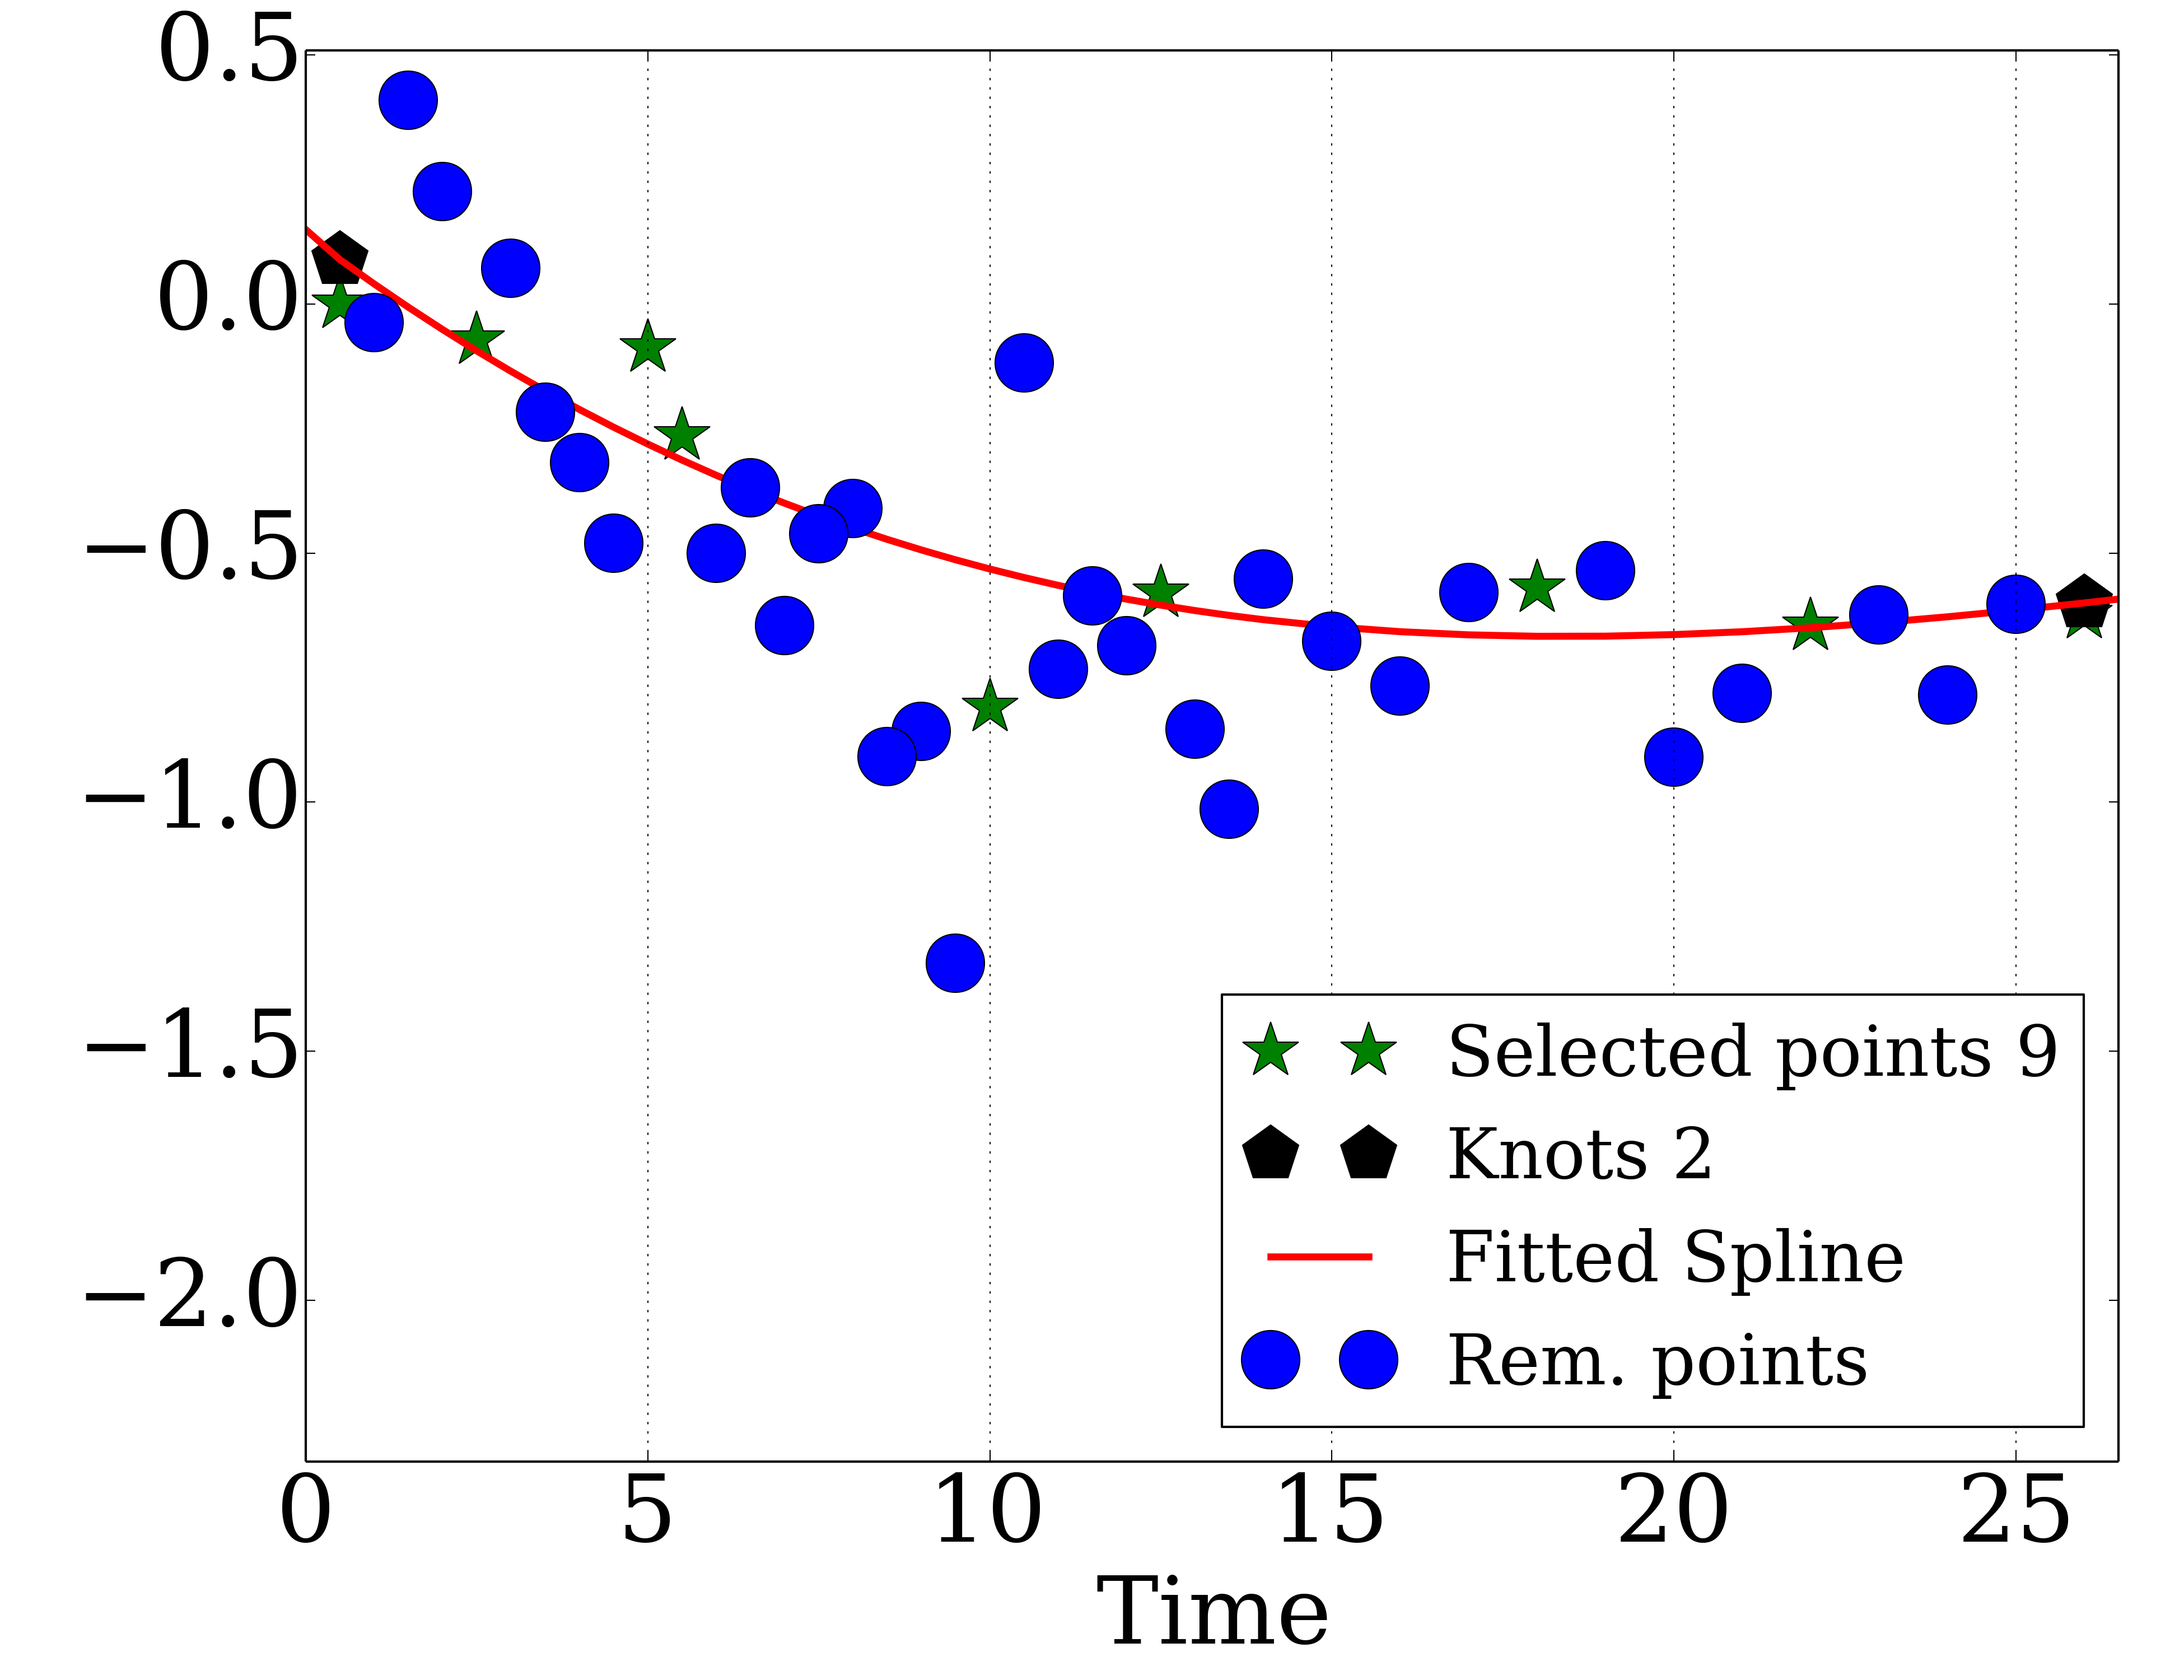 0.5
0.0
−0.5
−1.0
−1.5
−2.0
Selected points 9
Knots 2
Fitted Spline
Rem. points
0 5 10 15 20 25
Time